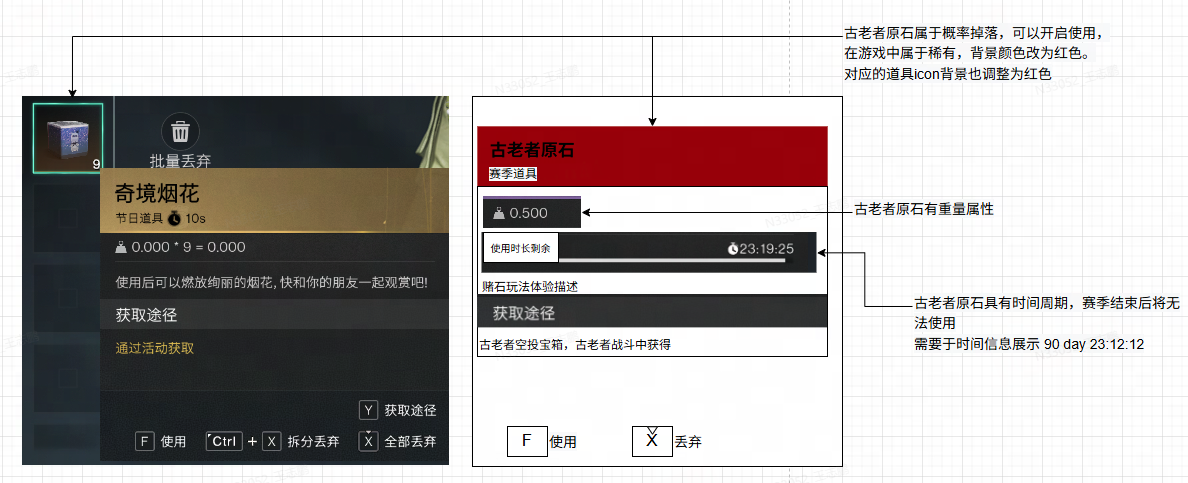 古老者原石属于概率掉落，可以开启使用，
在游戏中属于稀有，背景颜色改为红色。
对应的道具icon背景也调整为红色
9
批量丢弃
奇境烟花
节日道具 10s
0.000 * 9 = 0.000
使用后可以燃放绚丽的烟花, 快和你的朋友一起观赏吧!
获取途径
通过活动获取
Y 获取途径
F 使用 Ctrl + X 拆分丢弃 X 全部丢弃
古老者原石
赛季道具
0.500
使用时长剩余 23:19:25
赌石玩法体验描述
获取途径
古老者空投宝箱，古老者战斗中获得
F 使用 X 丢弃
古老者原石有重量属性
古老者原石具有时间周期，赛季结束后将无
法使用
需要于时间信息展示 90 day 23:12:12